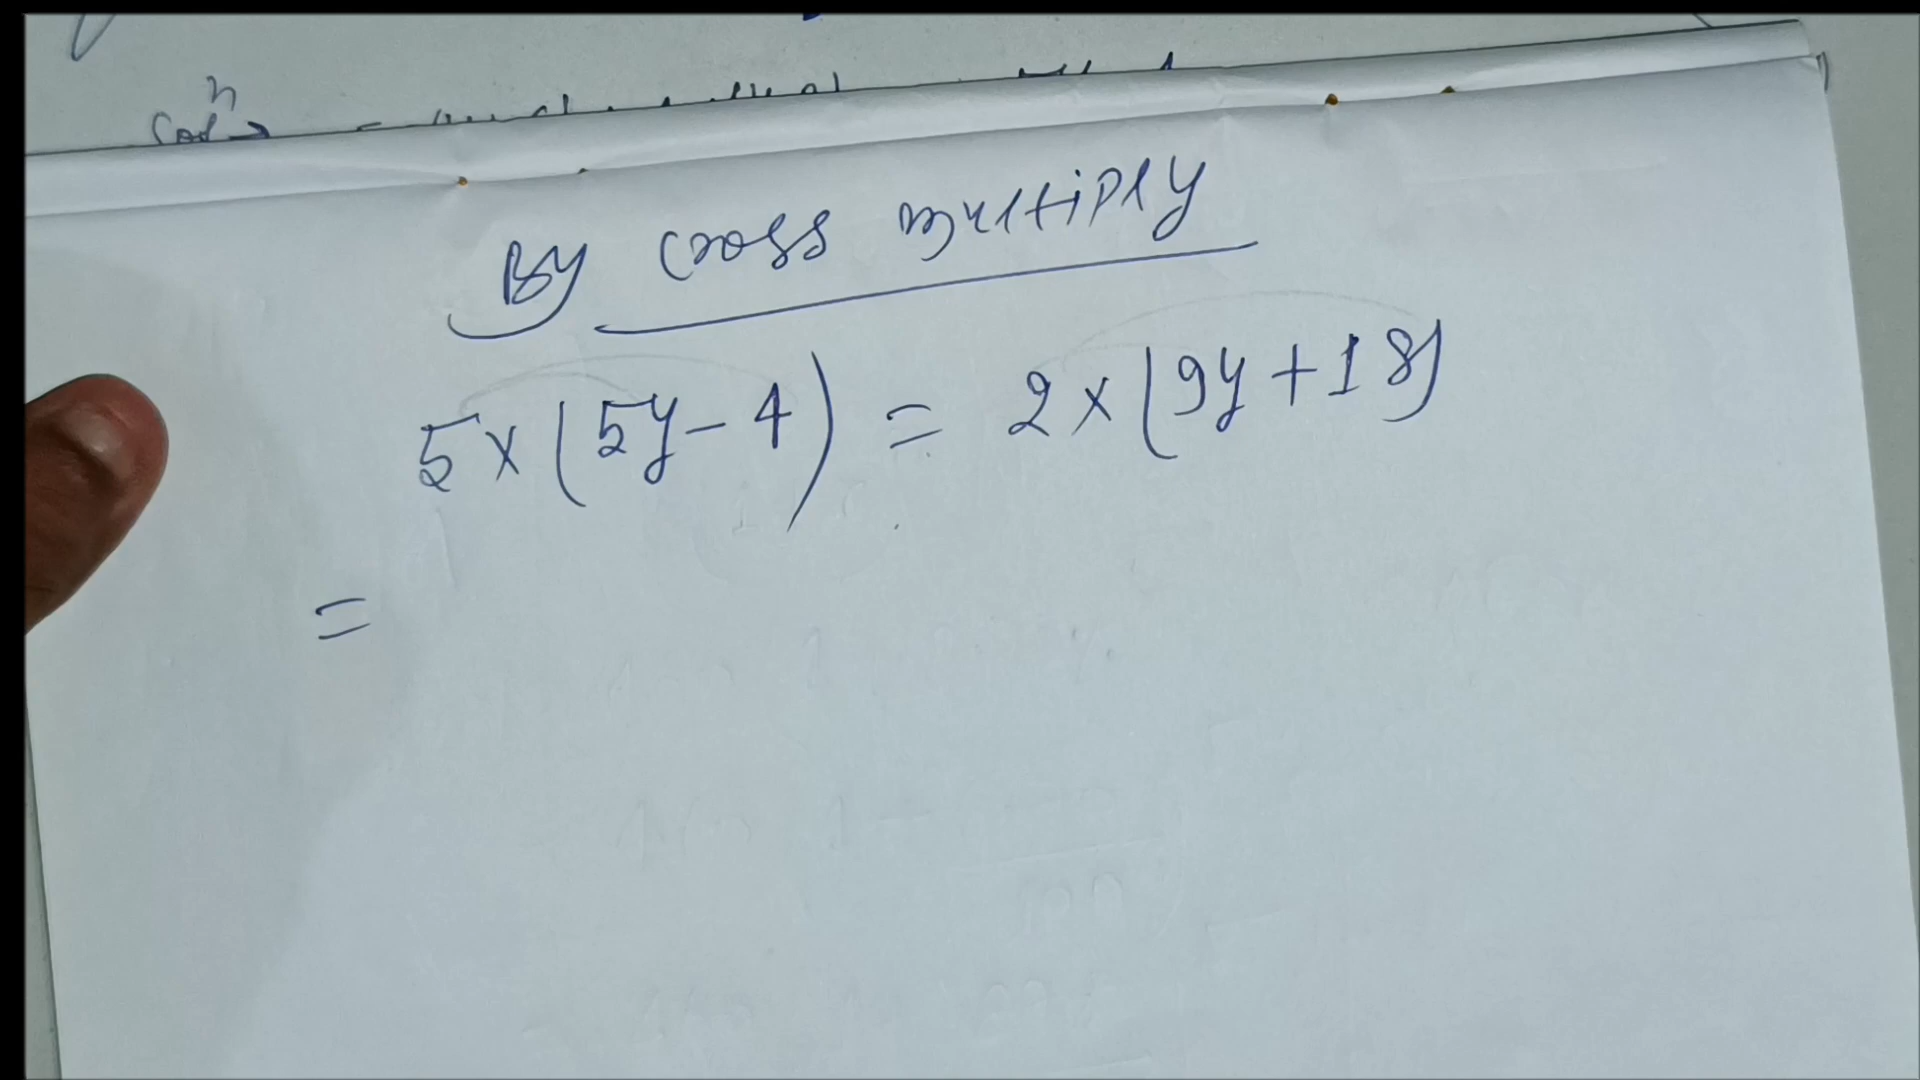 By cross multiply
5 × (5y - 4) = 2 × (9y + 18)
=